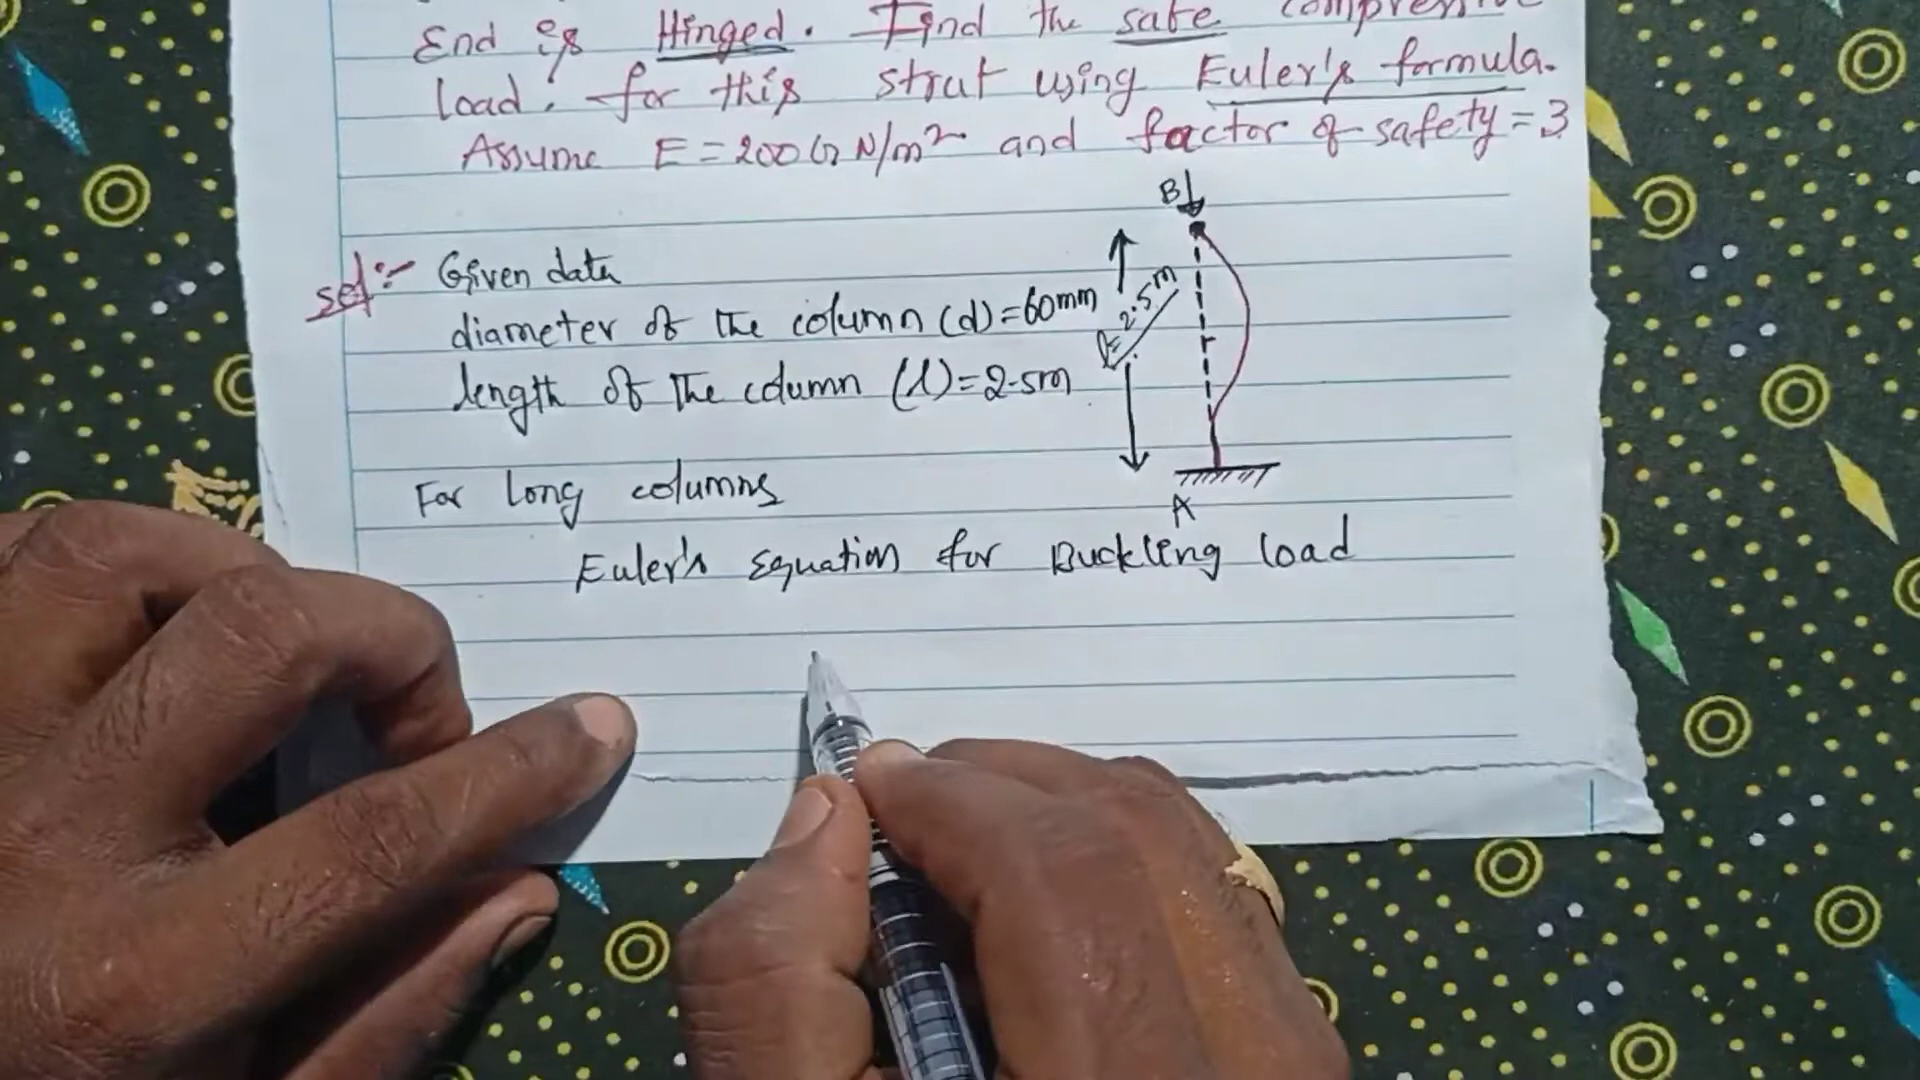 End is Hinged. Find the safe compressive
load. for this strut using Euler's formula.
Assume E = 200 G N/m² and factor of safety = 3
sol:- Given data
diameter of the column (d) = 60mm
length of the column (l) = 2.5m
B
l = 2.5m
A
For Long columns
Euler's Equation for Buckling load